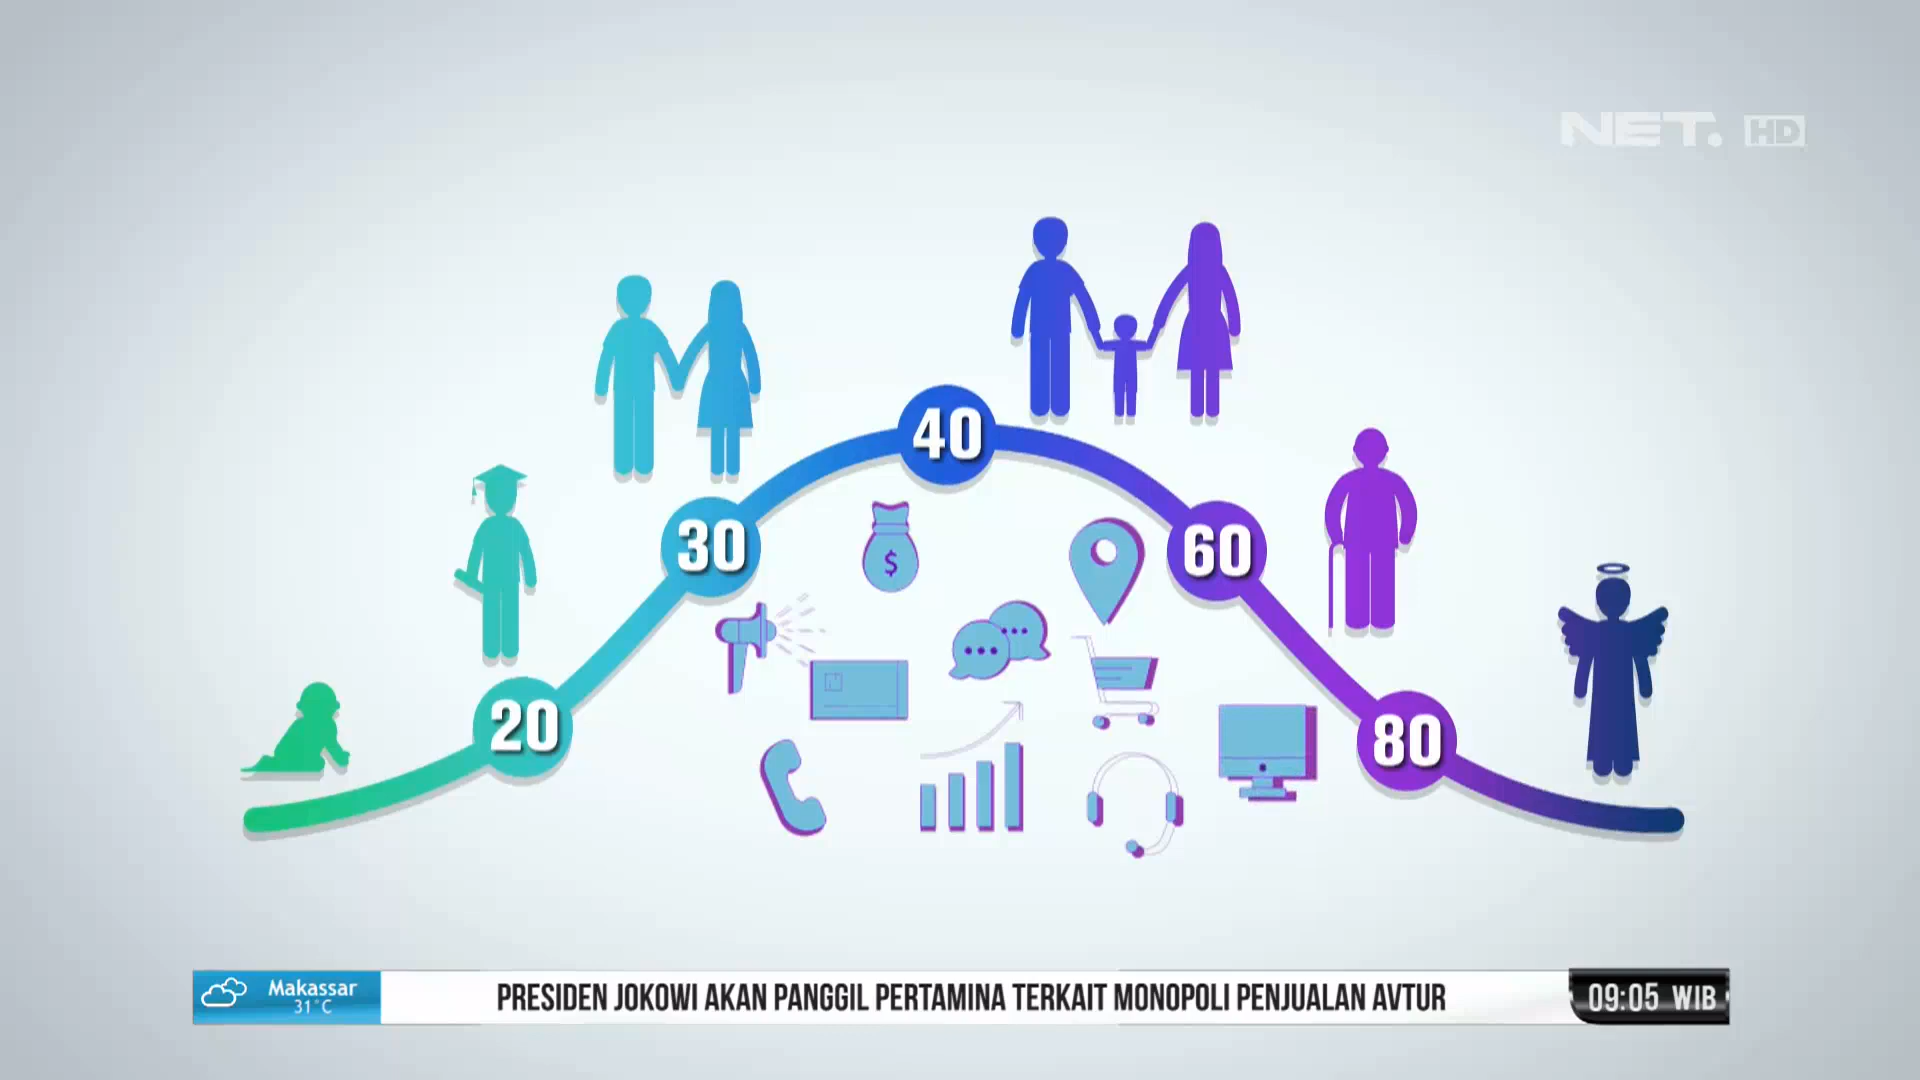 NET. HD
40
30
60
20
80
$
Makassar
31°C
PRESIDEN JOKOWI AKAN PANGGIL PERTAMINA TERKAIT MONOPOLI PENJUALAN AVTUR
09:05 WIB